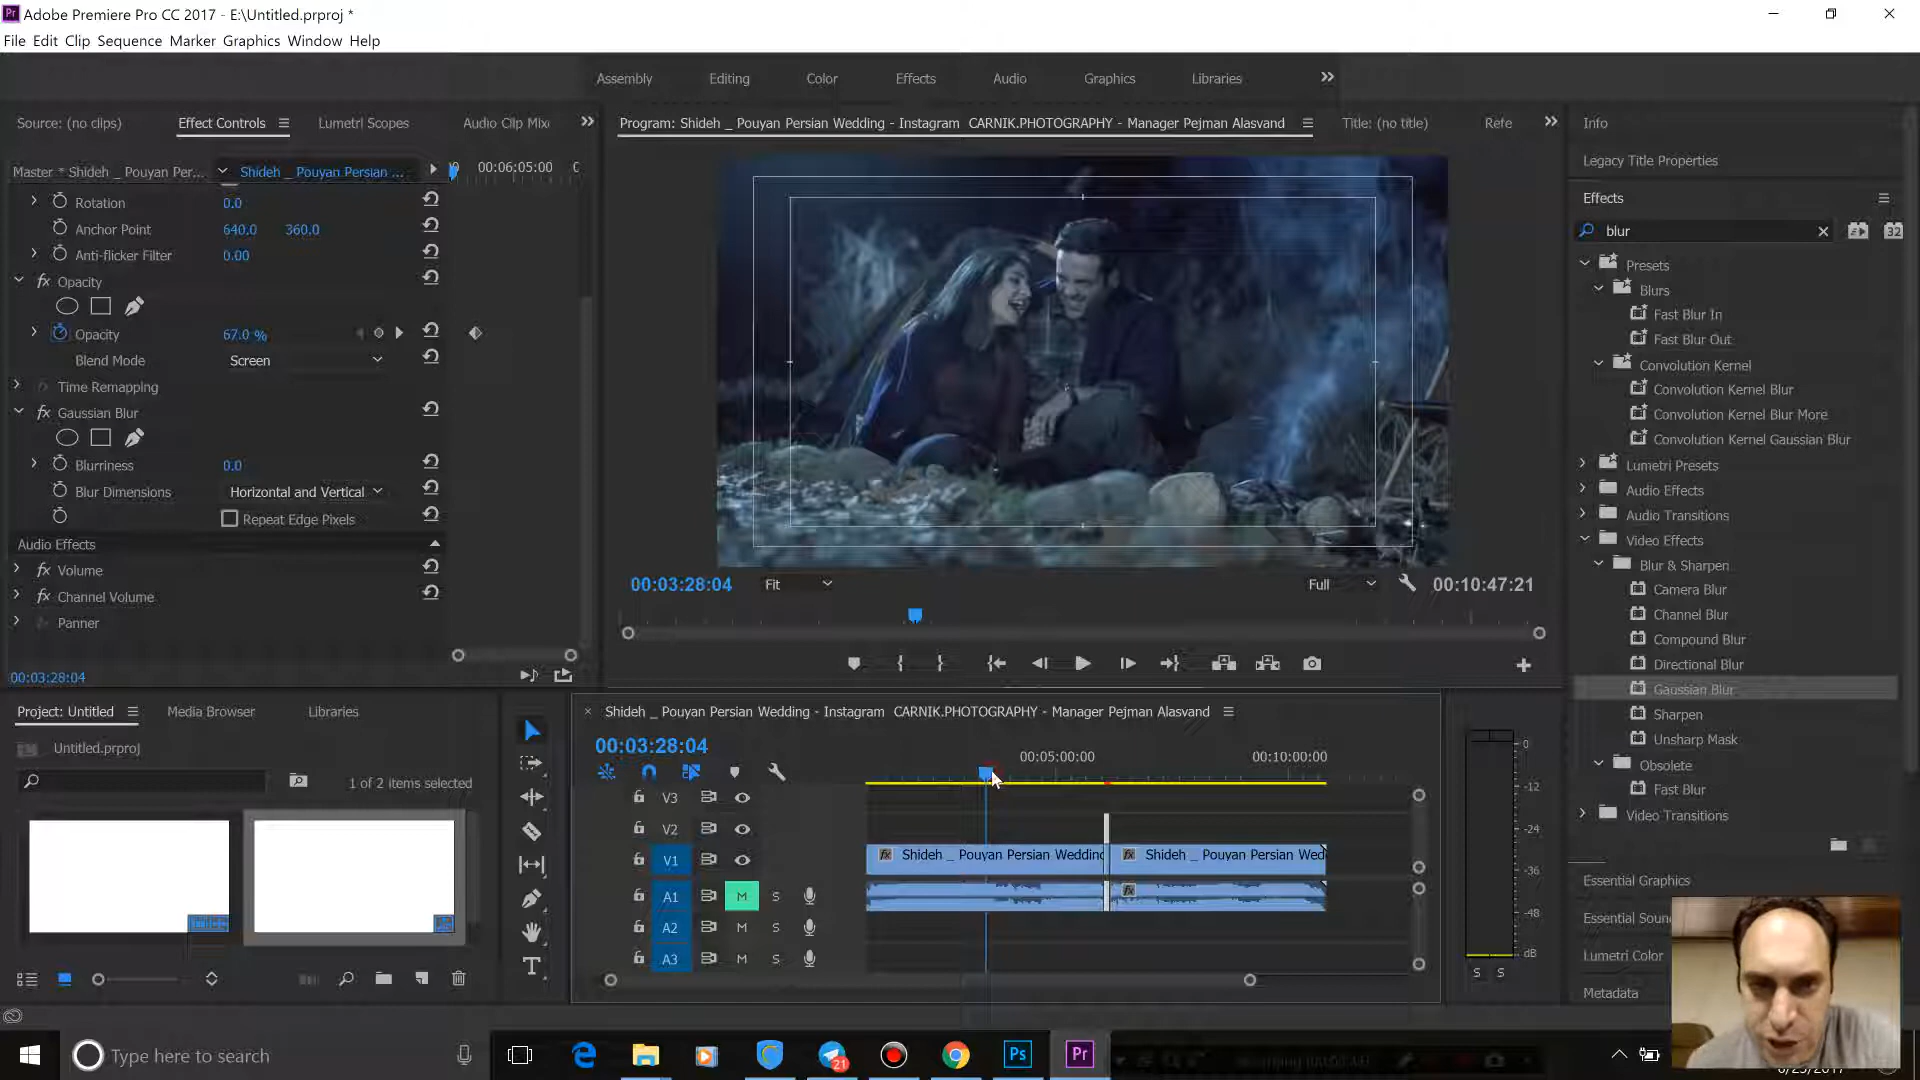 Adobe Premiere Pro CC 2017 - E:\Untitled.prproj *
File Edit Clip Sequence Marker Graphics Window Help
Assembly Editing Color Effects Audio Graphics Libraries
Source: (no clips) Effect Controls Lumetri Scopes Audio Clip Mix
Program: Shideh _ Pouyan Persian Wedding - Instagram CARNIK.PHOTOGRAPHY - Manager Pejman Alasvand
Title: (no title) Refe
Info
Master * Shideh _ Pouyan Per... Shideh _ Pouyan Persian ... 00:06:05:00
Rotation 0.0
Anchor Point 640.0 360.0
Anti-flicker Filter 0.00
fx Opacity
Opacity 67.0 %
Blend Mode Screen
Time Remapping
fx Gaussian Blur
Blurriness 0.0
Blur Dimensions Horizontal and Vertical
Repeat Edge Pixels
Audio Effects
fx Volume
fx Channel Volume
Panner
00:03:28:04
00:03:28:04 Fit Full 00:10:47:21
Legacy Title Properties
Effects
blur
32
Presets
Blurs
Fast Blur In
Fast Blur Out
Convolution Kernel
Convolution Kernel Blur
Convolution Kernel Blur More
Convolution Kernel Gaussian Blur
Lumetri Presets
Audio Effects
Audio Transitions
Video Effects
Blur & Sharpen
Camera Blur
Channel Blur
Compound Blur
Directional Blur
Gaussian Blur
Sharpen
Unsharp Mask
Obsolete
Fast Blur
Video Transitions
Essential Graphics
Essential Soun
Lumetri Color
Metadata
Project: Untitled Media Browser Libraries
Untitled.prproj
1 of 2 items selected
Shideh _ Pouyan Persian Wedding - Instagram CARNIK.PHOTOGRAPHY - Manager Pejman Alasvand
00:03:28:04 00:05:00:00 00:10:00:00
V3
V2
V1 fx Shideh _ Pouyan Persian Wedding fx Shideh _ Pouyan Persian Wed
A1 M S fx
A2 M S
A3 M S
0
-12
-24
-36
-48
dB
S S
Type here to search
21
Ps
Pr